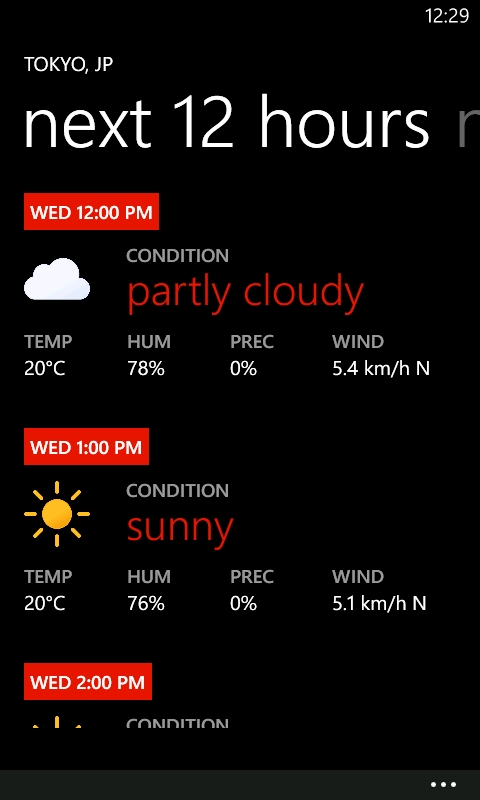 12:29
TOKYO, JP
next 12 hours
WED 12:00 PM
CONDITION
partly cloudy
TEMP HUM PREC WIND
20°C 78% 0% 5.4 km/h N
WED 1:00 PM
CONDITION
sunny
TEMP HUM PREC WIND
20°C 76% 0% 5.1 km/h N
WED 2:00 PM
CONDITION